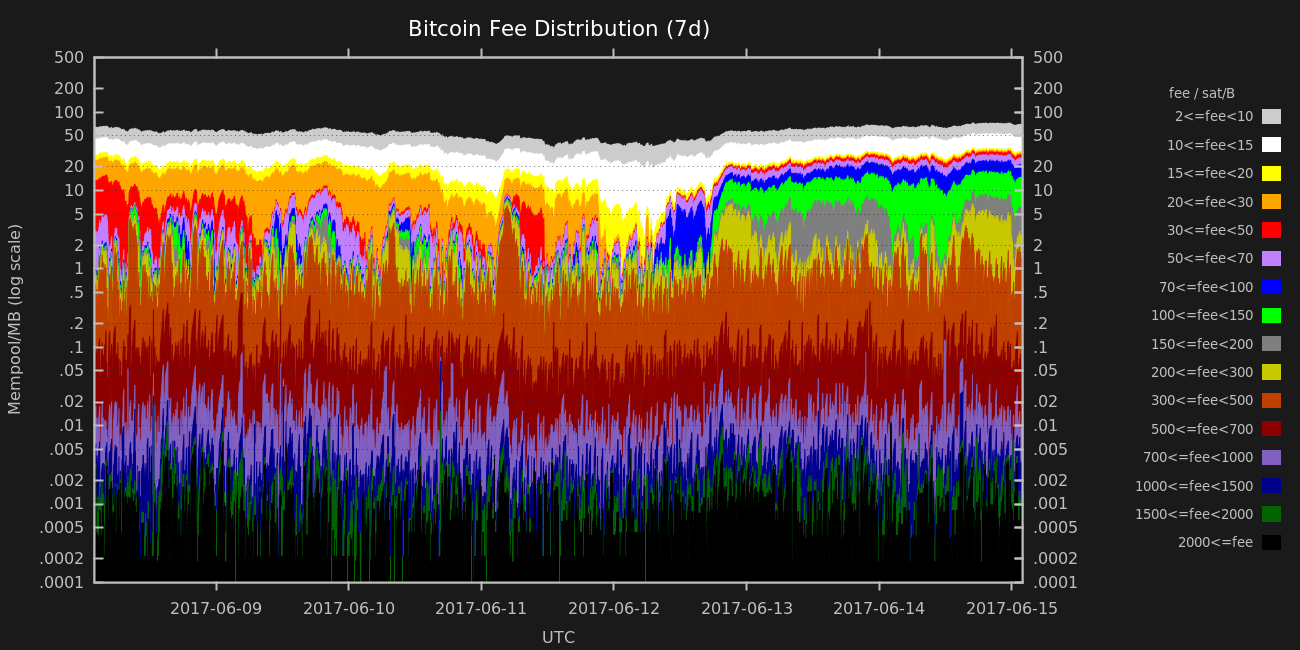 Bitcoin Fee Distribution (7d)
Mempool/MB (log scale)
500
200
100
50
20
10
5
2
1
.5
.2
.1
.05
.02
.01
.005
.002
.001
.0005
.0002
.0001
500
200
100
50
20
10
5
2
1
.5
.2
.1
.05
.02
.01
.005
.002
.001
.0005
.0002
.0001
2017-06-09 2017-06-10 2017-06-11 2017-06-12 2017-06-13 2017-06-14 2017-06-15
UTC
fee / sat/B
2<=fee<10
10<=fee<15
15<=fee<20
20<=fee<30
30<=fee<50
50<=fee<70
70<=fee<100
100<=fee<150
150<=fee<200
200<=fee<300
300<=fee<500
500<=fee<700
700<=fee<1000
1000<=fee<1500
1500<=fee<2000
2000<=fee